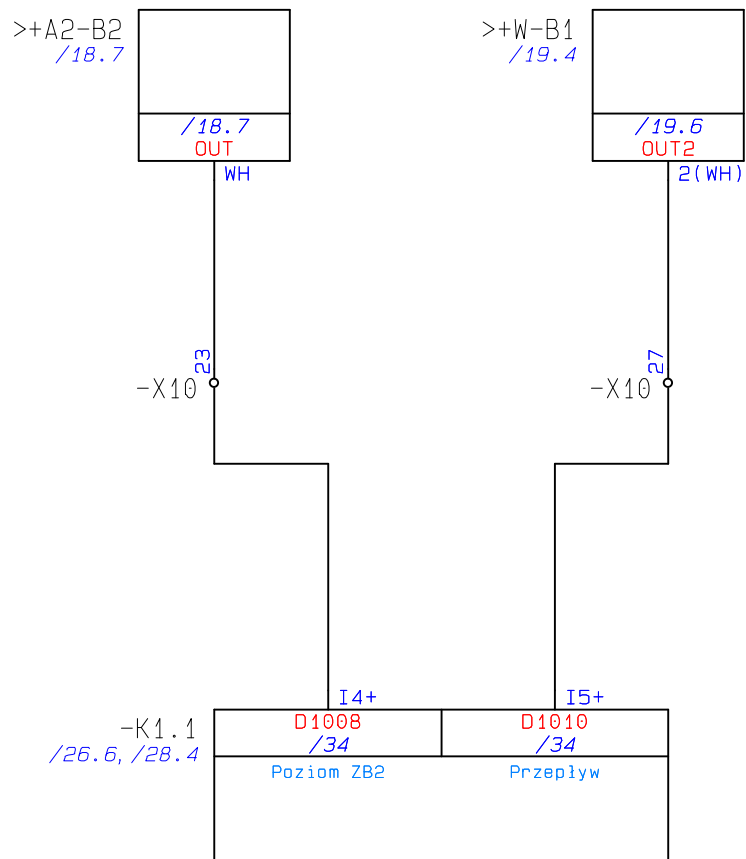 >+A2-B2
/18.7
>+W-B1
/19.4
/18.7
OUT
WH
/19.6
OUT2
2(WH)
23
-X10
27
-X10
I4+
I5+
-K1.1
/26.6, /28.4
D1008
/34
Poziom ZB2
D1010
/34
Przepływ